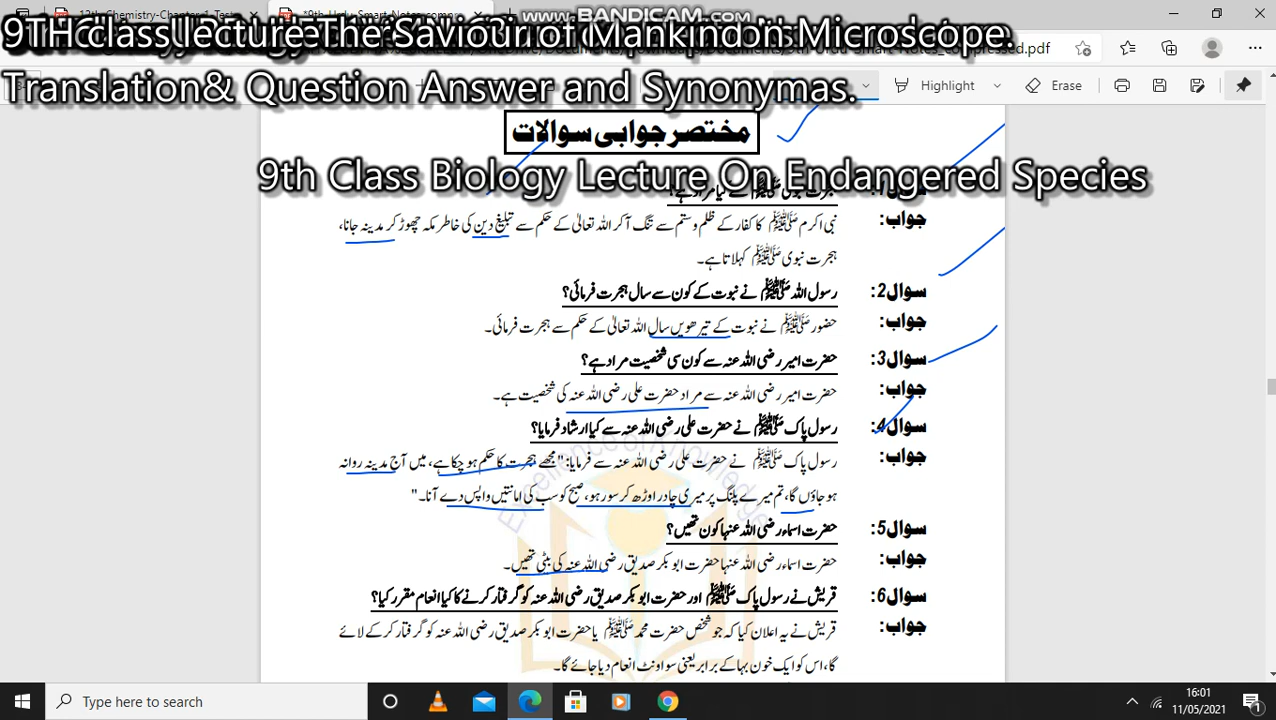 www.BANDICAM.com
9TH class lecture The Saviour of Mankind
Translation& Question Answer and Synonymas.
on Microscope.
.pdf
Highlight
Erase
مختصر جوابی سوالات
9th Class Biology Lecture On Endangered Species
جواب: نبی اکرم ﷺ کا کفار کے ظلم و ستم سے تنگ آکر اللہ تعالیٰ کے حکم سے تبلیغ دین کی خاطر مکہ چھوڑ کر مدینہ جانا،
ہجرت نبوی ﷺ کہلاتا ہے۔
سوال2: رسول اللہ ﷺ نے نبوت کے کون سے سال ہجرت فرمائی؟
جواب: حضور ﷺ نے نبوت کے تیرھویں سال اللہ تعالیٰ کے حکم سے ہجرت فرمائی۔
سوال3: حضرت امیر رضی اللہ عنہ سے کون سی شخصیت مراد ہے؟
جواب: حضرت امیر رضی اللہ عنہ سے مراد حضرت علی رضی اللہ عنہ کی شخصیت ہے۔
سوال4: رسول پاک ﷺ نے حضرت علی رضی اللہ عنہ سے کیا ارشاد فرمایا؟
جواب: رسول پاک ﷺ نے حضرت علی رضی اللہ عنہ سے فرمایا: "مجھے ہجرت کا حکم ہو چکا ہے، میں آج مدینہ روانہ
ہو جاؤں گا، تم میرے پلنگ پر میری چادر اوڑھ کر سو رہو، صبح کو سب کی امانتیں واپس دے آنا۔"
سوال5: حضرت اسماء رضی اللہ عنہا کون تھیں؟
جواب: حضرت اسماء رضی اللہ عنہا حضرت ابو بکر صدیق رضی اللہ عنہ کی بیٹی تھیں۔
سوال6: قریش نے رسول پاک ﷺ اور حضرت ابو بکر صدیق رضی اللہ عنہ کو گرفتار کرنے کا کیا انعام مقرر کیا؟
جواب: قریش نے یہ اعلان کیا کہ جو شخص حضرت محمد ﷺ یا حضرت ابو بکر صدیق رضی اللہ عنہ کو گرفتار کر کے لائے
گا، اس کو ایک خون بہا کے برابر یعنی سو اونٹ انعام دیا جائے گا۔
Excellence of Knowledge
Type here to search
16:01
11/05/2021